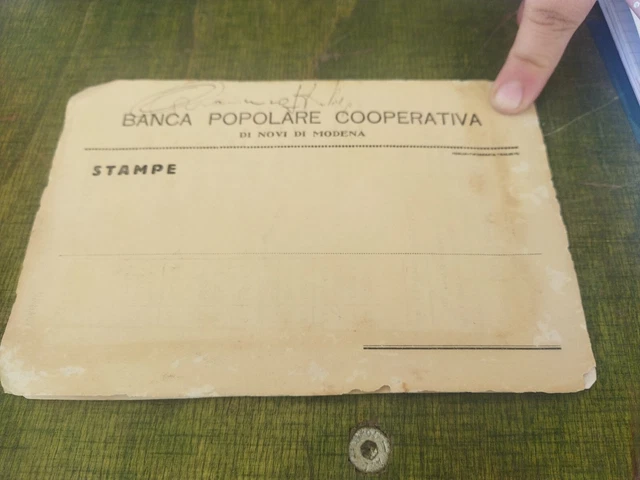 BANCA POPOLARE COOPERATIVA
DI NOVI DI MODENA
STAMPE